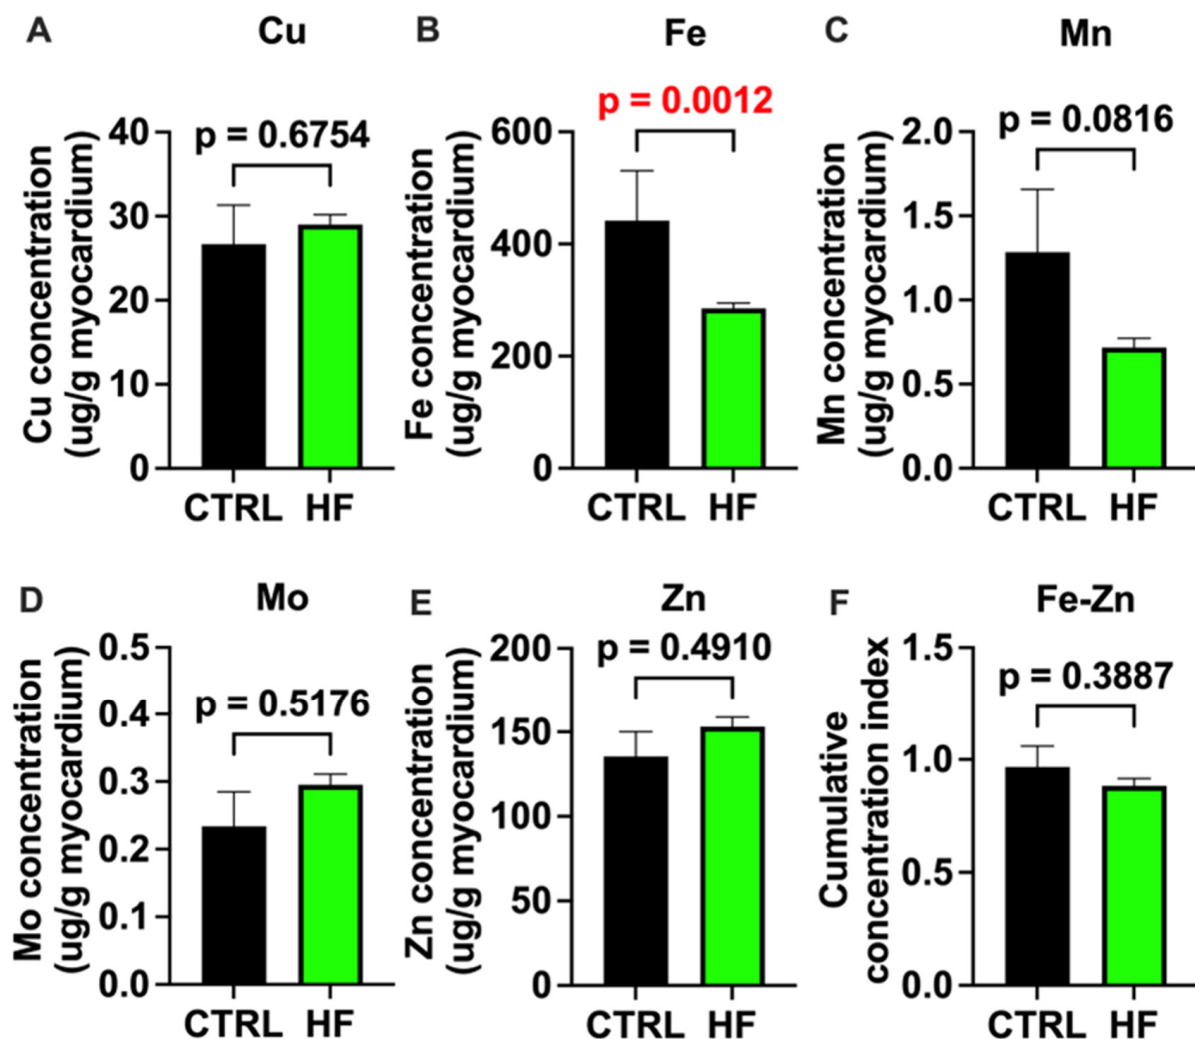 A
Cu
p = 0.6754
Cu concentration
(ug/g myocardium)
40
30
20
10
0
CTRL HF
B
Fe
p = 0.0012
Fe concentration
(ug/g myocardium)
600
400
200
0
CTRL HF
C
Mn
p = 0.0816
Mn concentration
(ug/g myocardium)
2.0
1.5
1.0
0.5
0.0
CTRL HF
D
Mo
p = 0.5176
Mo concentration
(ug/g myocardium)
0.5
0.4
0.3
0.2
0.1
0.0
CTRL HF
E
Zn
p = 0.4910
Zn concentration
(ug/g myocardium)
200
150
100
50
0
CTRL HF
F
Fe-Zn
p = 0.3887
Cumulative
concentration index
1.5
1.0
0.5
0.0
CTRL HF